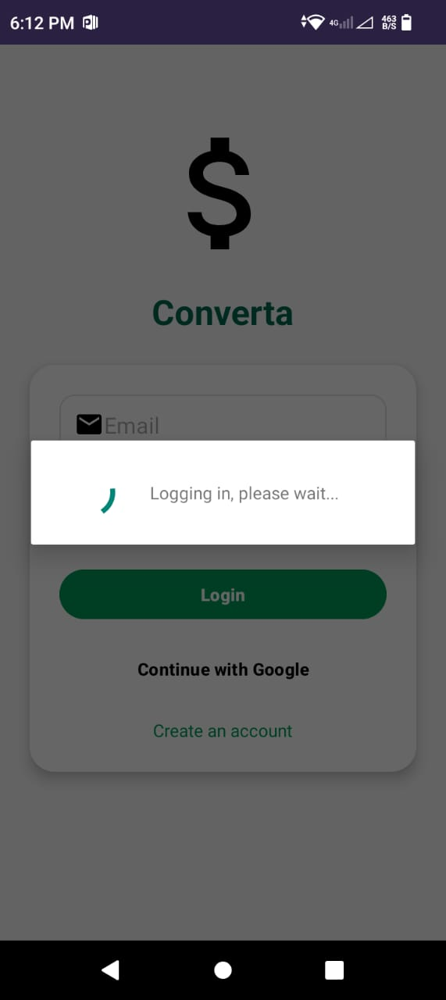 6:12 PM
4G
463
B/S
$
Converta
Email
Logging in, please wait...
Login
Continue with Google
Create an account